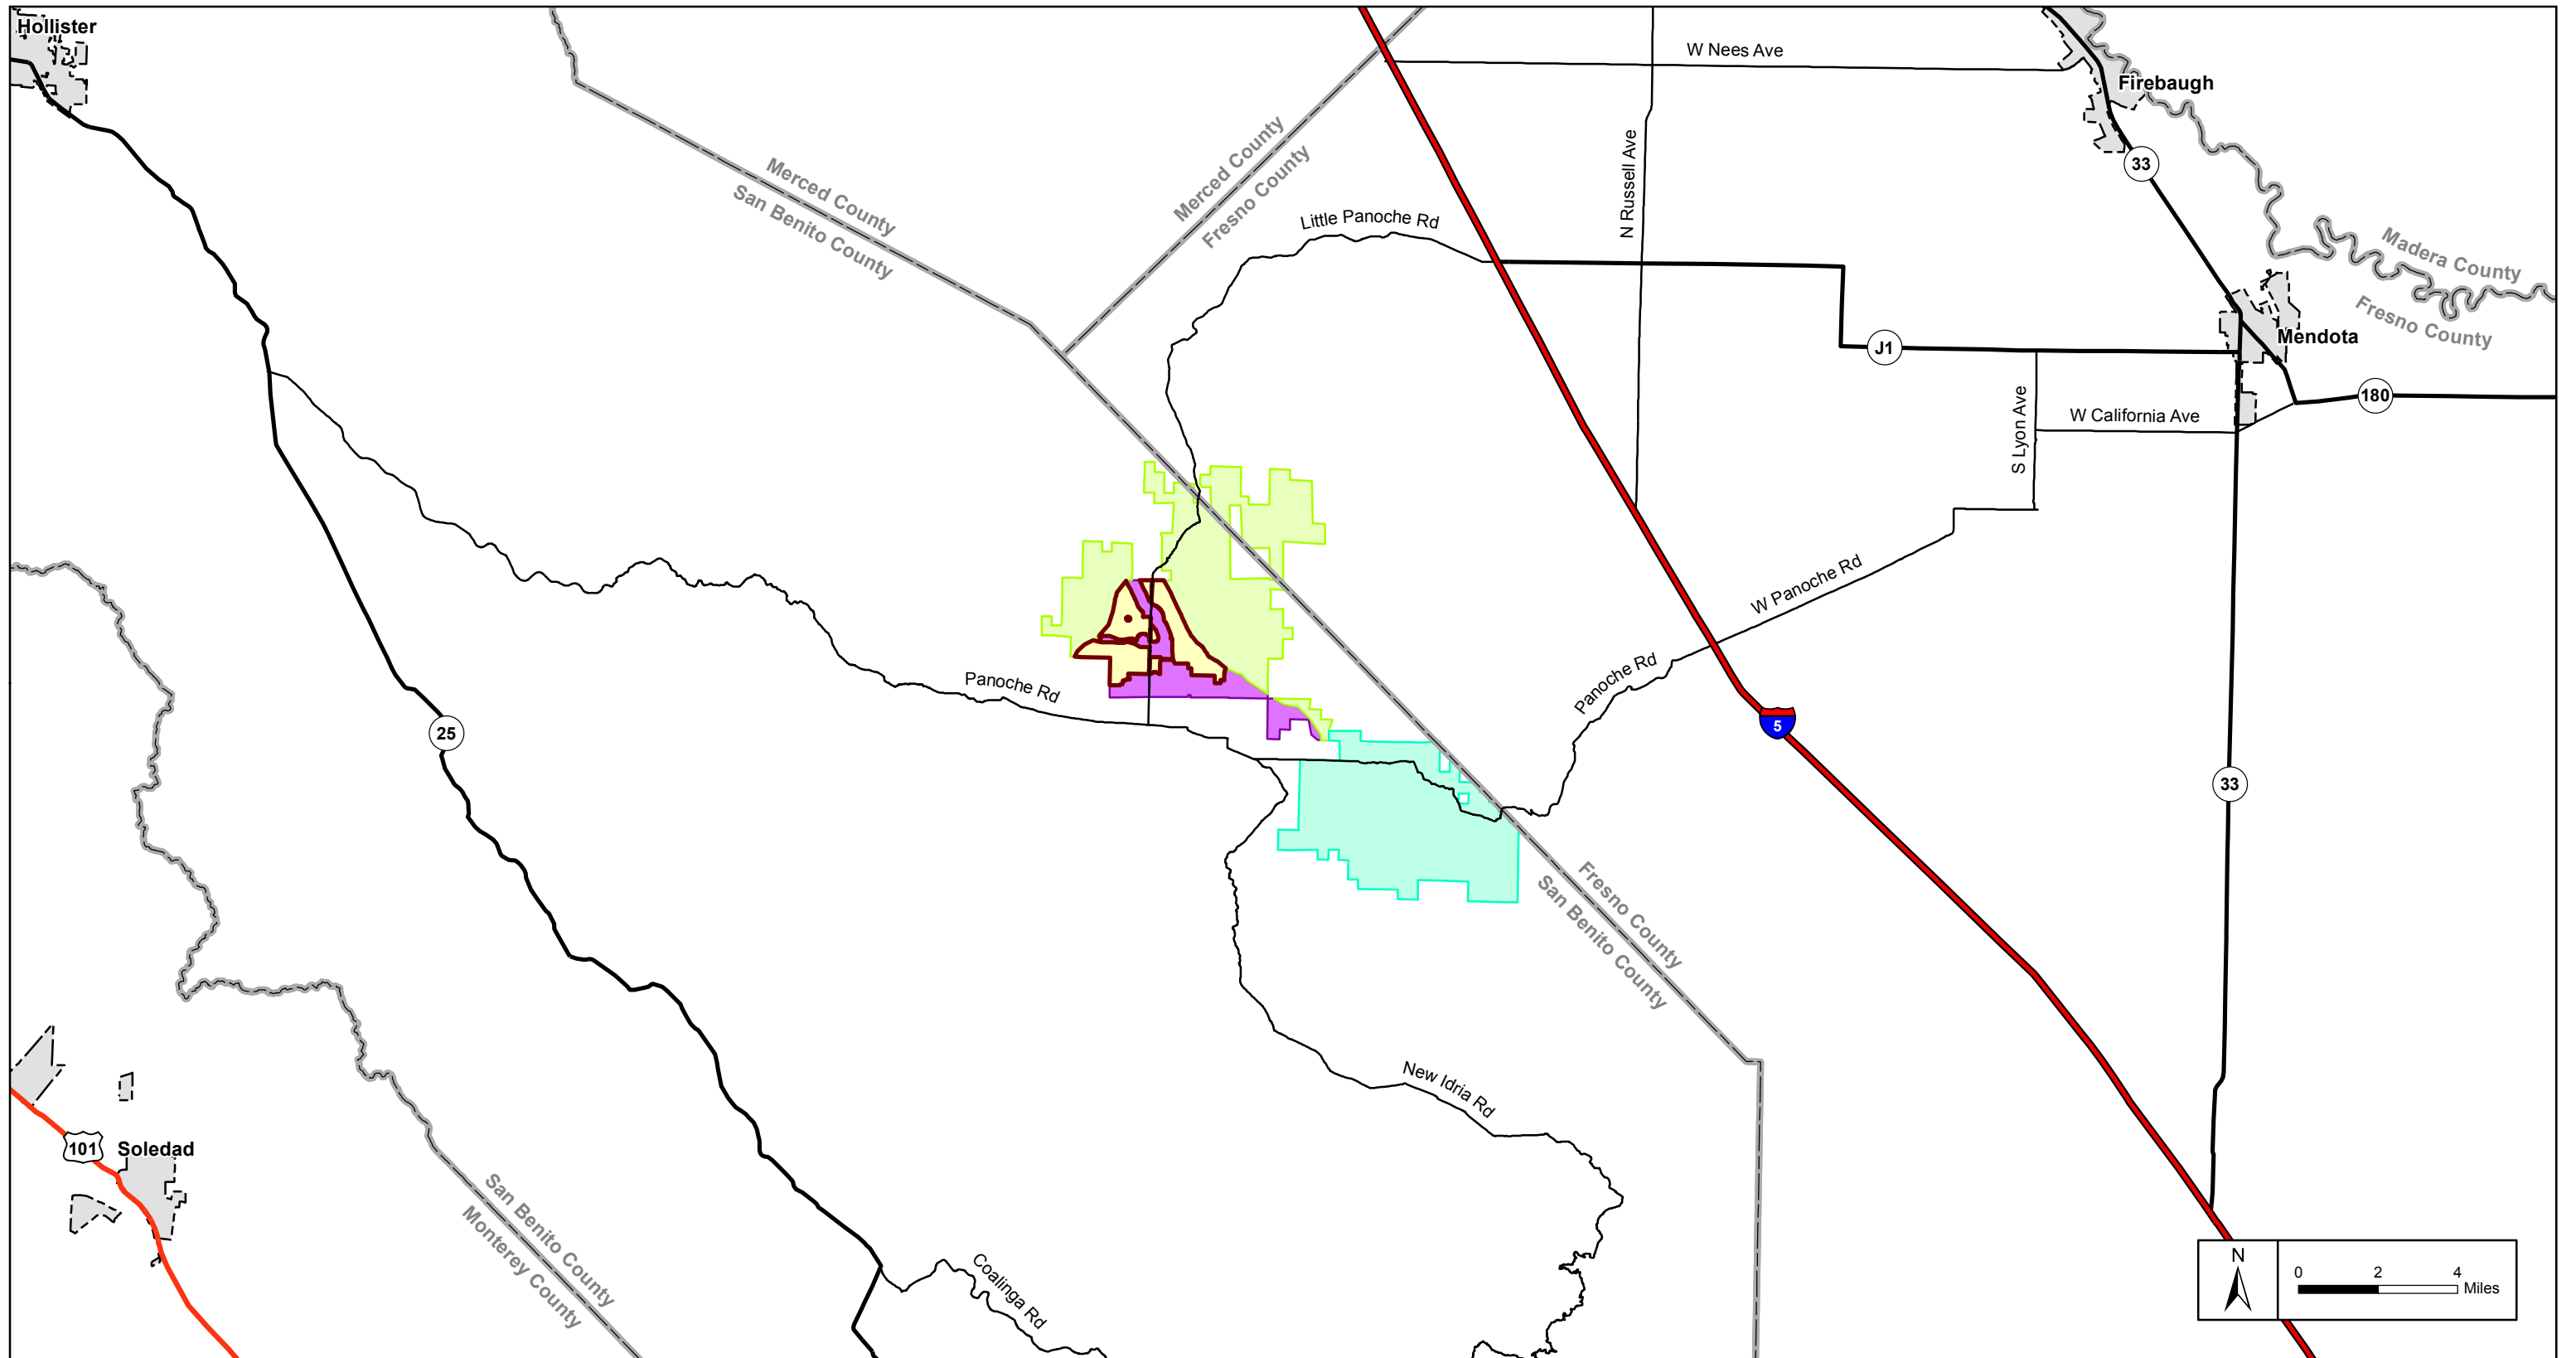 Hollister
W Nees Ave
Firebaugh
Merced County
San Benito County
Merced County
Fresno County
N Russell Ave
33
Little Panoche Rd
Madera County
Fresno County
Mendota
J1
180
S Lyon Ave
W California Ave
W Panoche Rd
Panoche Rd
Panoche Rd
25
5
33
Fresno County
San Benito County
New Idria Rd
101
Soledad
San Benito County
Monterey County
Coalinga Rd
N
0 2 4
Miles